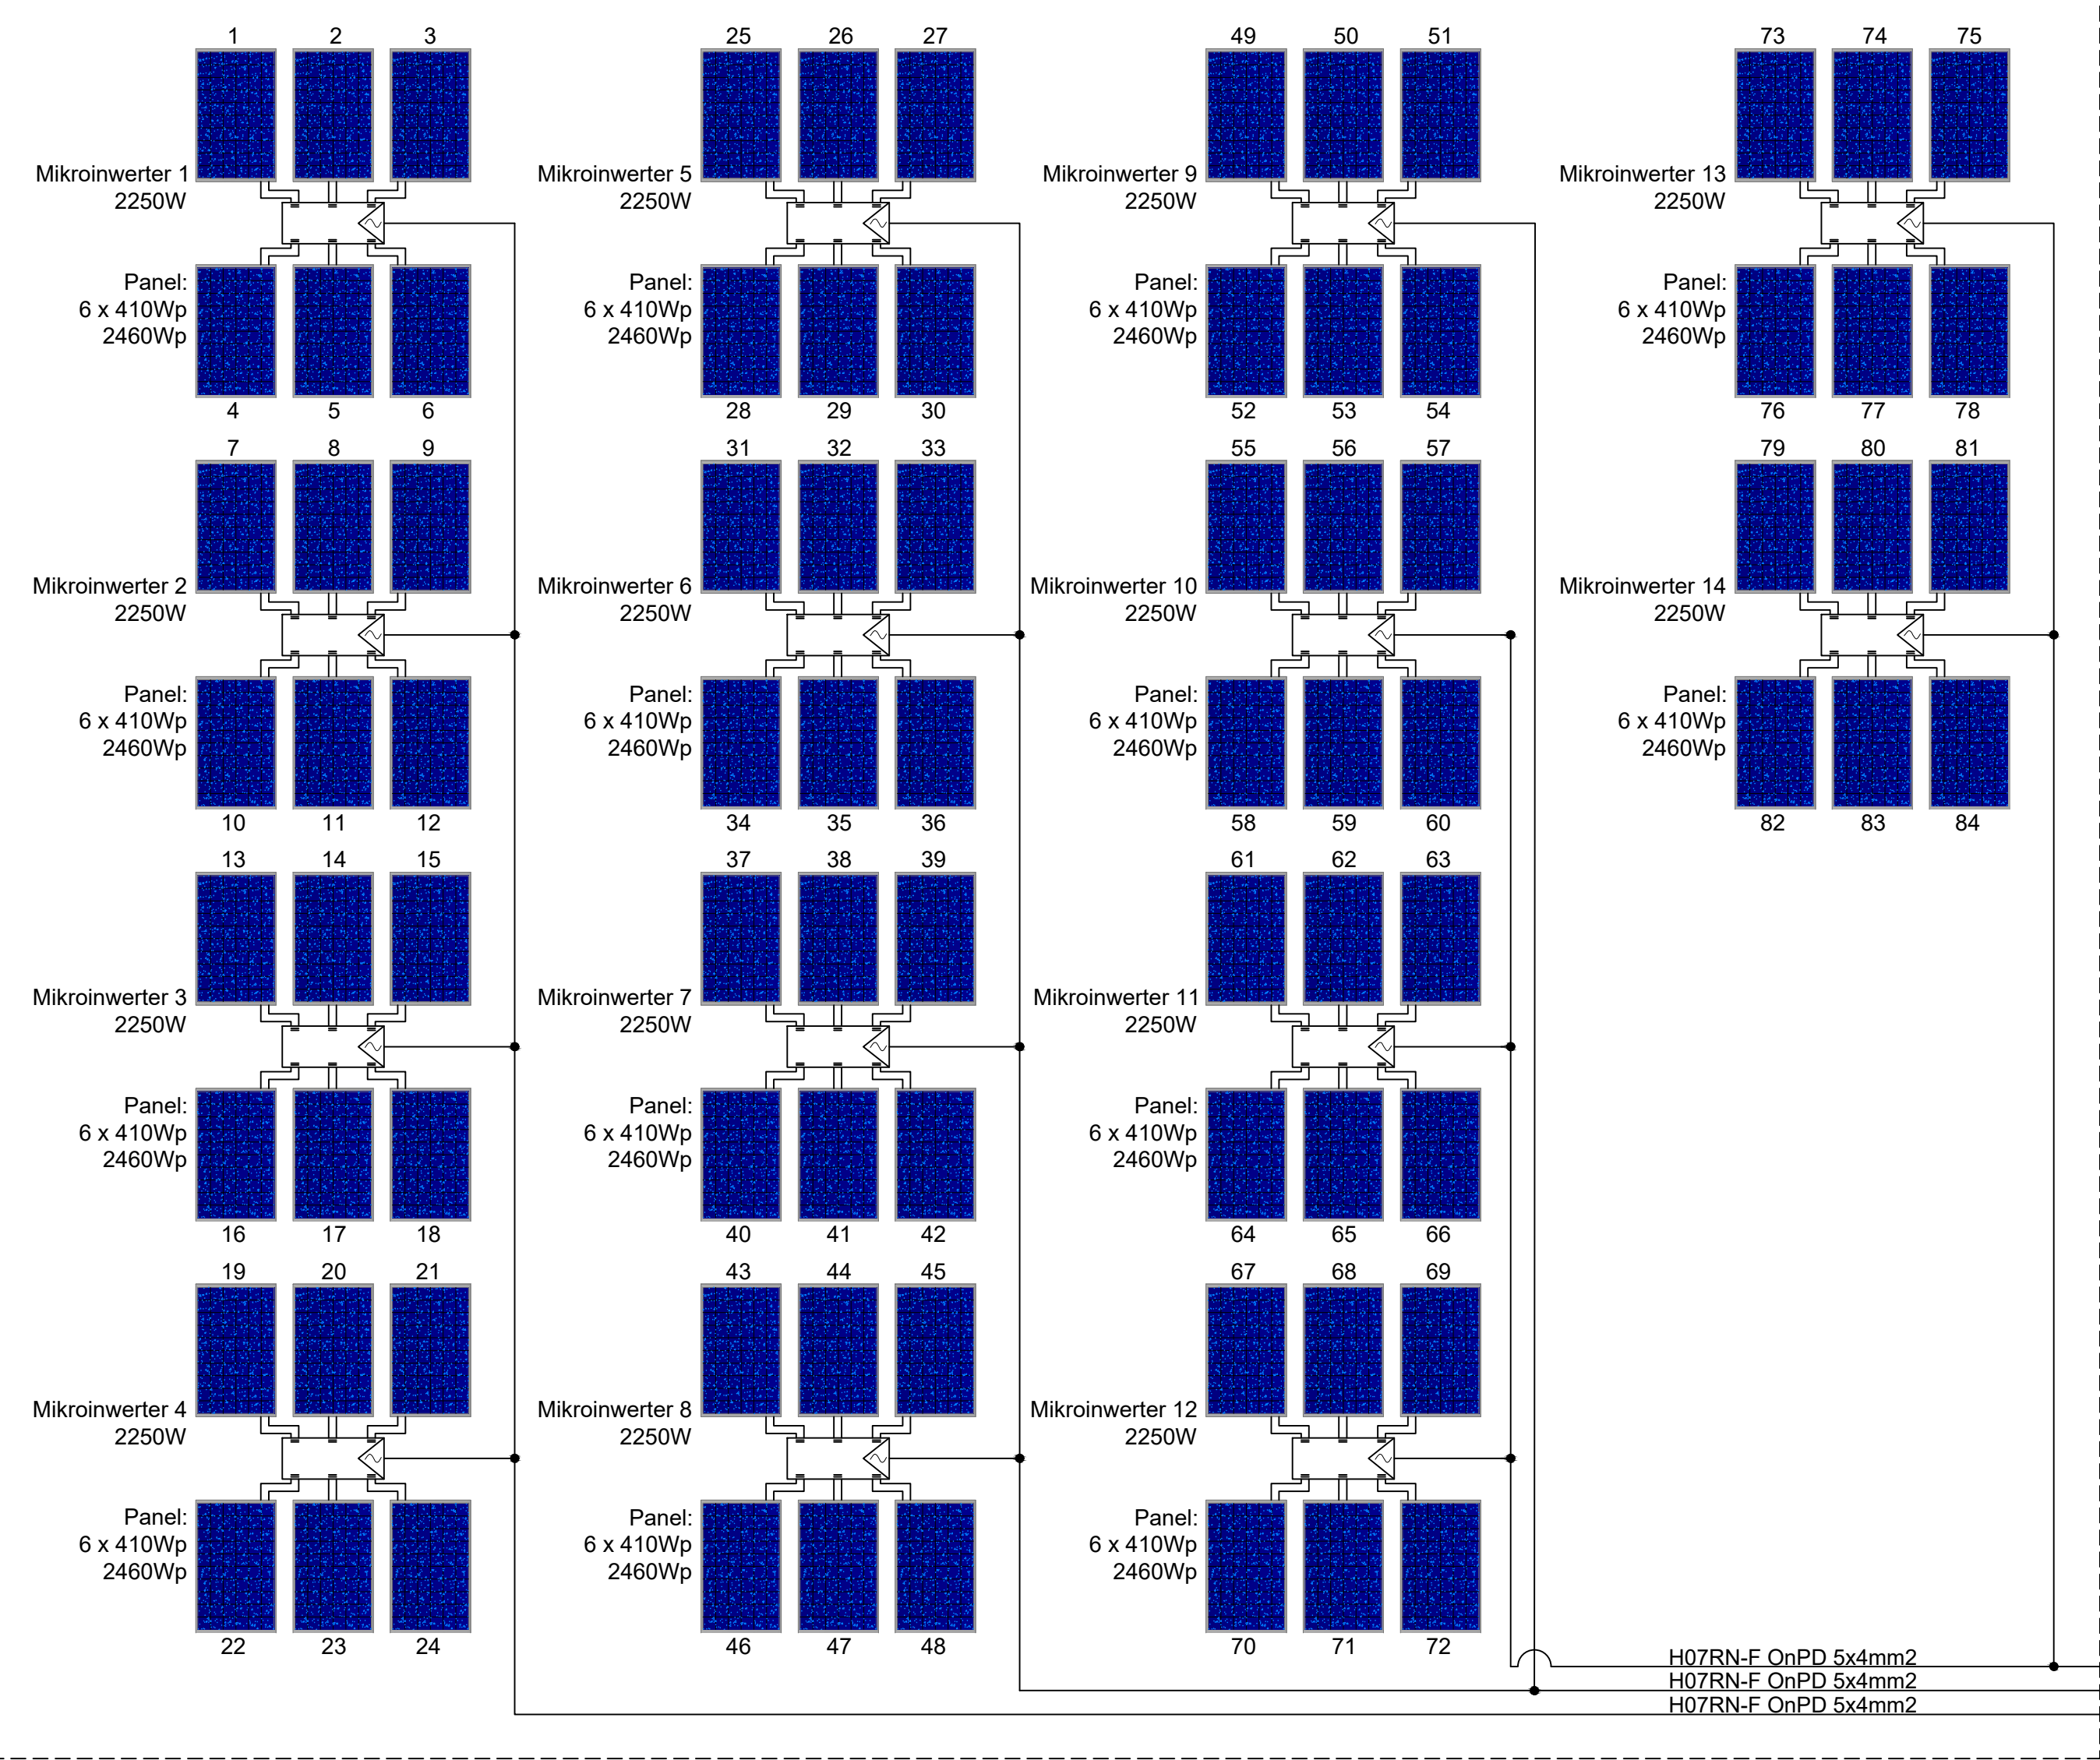 1 2 3
Mikroinwerter 1
2250W
Panel:
6 x 410Wp
2460Wp
4 5 6
7 8 9
Mikroinwerter 2
2250W
Panel:
6 x 410Wp
2460Wp
10 11 12
13 14 15
Mikroinwerter 3
2250W
Panel:
6 x 410Wp
2460Wp
16 17 18
19 20 21
Mikroinwerter 4
2250W
Panel:
6 x 410Wp
2460Wp
22 23 24
25 26 27
Mikroinwerter 5
2250W
Panel:
6 x 410Wp
2460Wp
28 29 30
31 32 33
Mikroinwerter 6
2250W
Panel:
6 x 410Wp
2460Wp
34 35 36
37 38 39
Mikroinwerter 7
2250W
Panel:
6 x 410Wp
2460Wp
40 41 42
43 44 45
Mikroinwerter 8
2250W
Panel:
6 x 410Wp
2460Wp
46 47 48
49 50 51
Mikroinwerter 9
2250W
Panel:
6 x 410Wp
2460Wp
52 53 54
55 56 57
Mikroinwerter 10
2250W
Panel:
6 x 410Wp
2460Wp
58 59 60
61 62 63
Mikroinwerter 11
2250W
Panel:
6 x 410Wp
2460Wp
64 65 66
67 68 69
Mikroinwerter 12
2250W
Panel:
6 x 410Wp
2460Wp
70 71 72
73 74 75
Mikroinwerter 13
2250W
Panel:
6 x 410Wp
2460Wp
76 77 78
79 80 81
Mikroinwerter 14
2250W
Panel:
6 x 410Wp
2460Wp
82 83 84
H07RN-F OnPD 5x4mm2
H07RN-F OnPD 5x4mm2
H07RN-F OnPD 5x4mm2